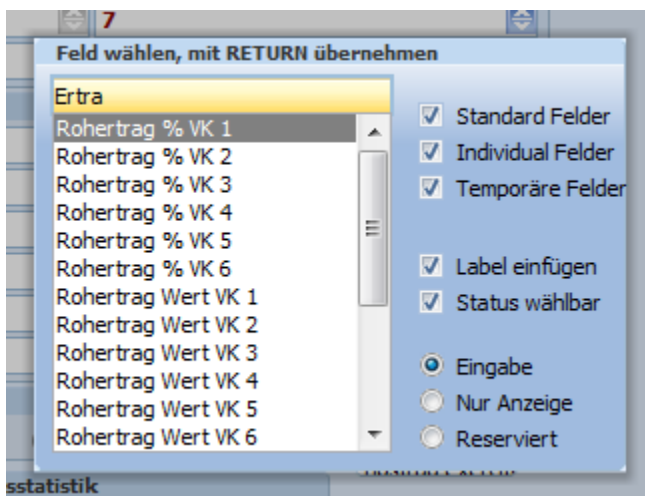 7
Feld wählen, mit RETURN übernehmen
Ertra
Rohertrag % VK 1
Rohertrag % VK 2
Rohertrag % VK 3
Rohertrag % VK 4
Rohertrag % VK 5
Rohertrag % VK 6
Rohertrag Wert VK 1
Rohertrag Wert VK 2
Rohertrag Wert VK 3
Rohertrag Wert VK 4
Rohertrag Wert VK 5
Rohertrag Wert VK 6
Standard Felder
Individual Felder
Temporäre Felder
Label einfügen
Status wählbar
Eingabe
Nur Anzeige
Reserviert
sstatistik